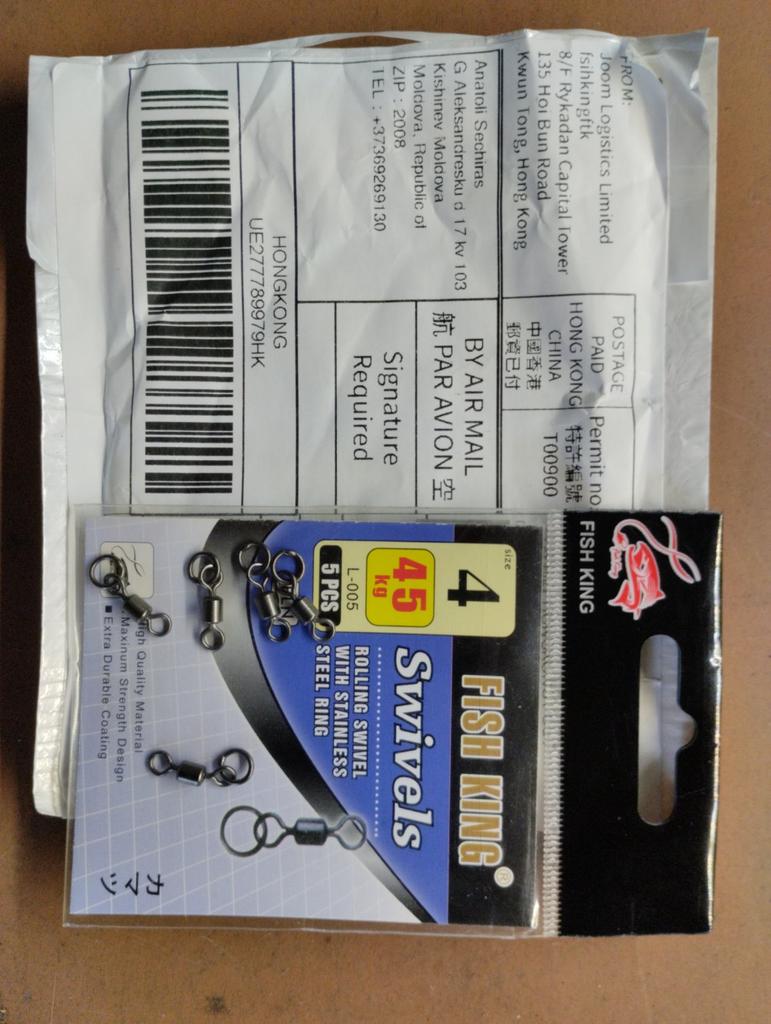 FROM:
Joom Logistics Limited
fsihkingftk
8/F Rykadan Capital Tower
135 Hoi Bun Road
Kwun Tong, Hong Kong
POSTAGE
PAID
HONG KONG
CHINA
中國香港
郵資已付
Permit no
特許編號
T00900
Anatoli Sechiras
G Aleksandresku d 17 kv 103
Kishinev Moldova
Moldova, Republic of
ZIP : 2008
TEL : +37369269130
BY AIR MAIL
航 PAR AVION 空
Signature
Required
HONGKONG
UE277789979HK
FISH KING
size
4
45
kg
5 PCS
L-005
FISH KING®
Swivels
ROLLING SWIVEL
WITH STAINLESS
STEEL RING
High Quality Material
Maximum Strength Design
■ Extra Durable Coating
カマツ